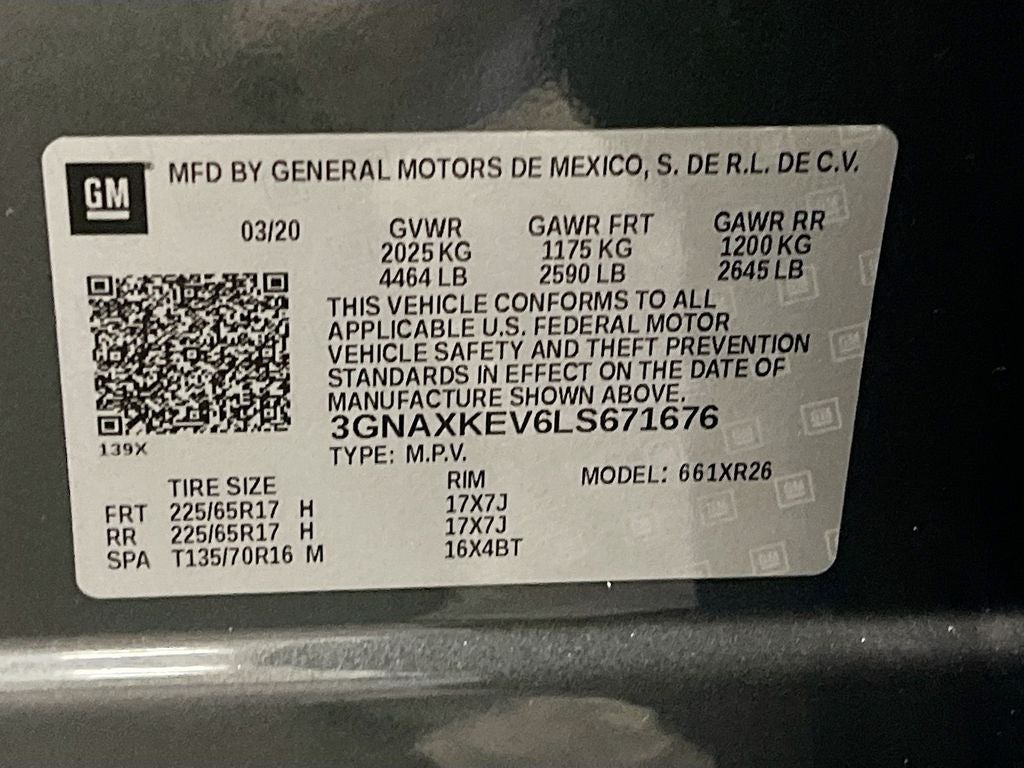 GM
MFD BY GENERAL MOTORS DE MEXICO, S. DE R.L. DE C.V.
03/20
GVWR GAWR FRT GAWR RR
2025 KG 1175 KG 1200 KG
4464 LB 2590 LB 2645 LB
THIS VEHICLE CONFORMS TO ALL
APPLICABLE U.S. FEDERAL MOTOR
VEHICLE SAFETY AND THEFT PREVENTION
STANDARDS IN EFFECT ON THE DATE OF
MANUFACTURE SHOWN ABOVE.
3GNAXKEV6LS671676
139X
TYPE: M.P.V.
TIRE SIZE RIM MODEL: 661XR26
FRT 225/65R17 H 17X7J
RR 225/65R17 H 17X7J
SPA T135/70R16 M 16X4BT